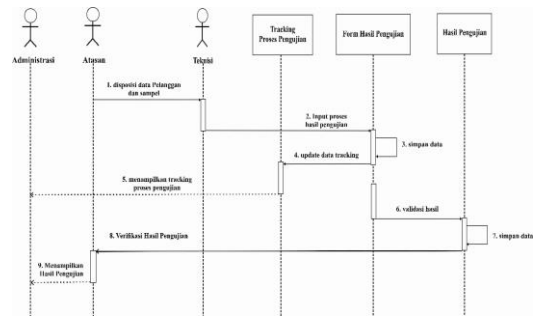 Tracking
Proses Pengujian
Form Hasil Pengujian
Hasil Pengujian
Administrasi
Atasan
Teknisi
1. disposisi data Pelanggan
dan sampel
2. Input proses
hasil pengujian
3. simpan data
4. update data tracking
5. menampilkan tracking
proses pengujian
6. validasi hasil
7. simpan data
8. Verifikasi Hasil Pengujian
9. Menampilkan
Hasil Pengujian